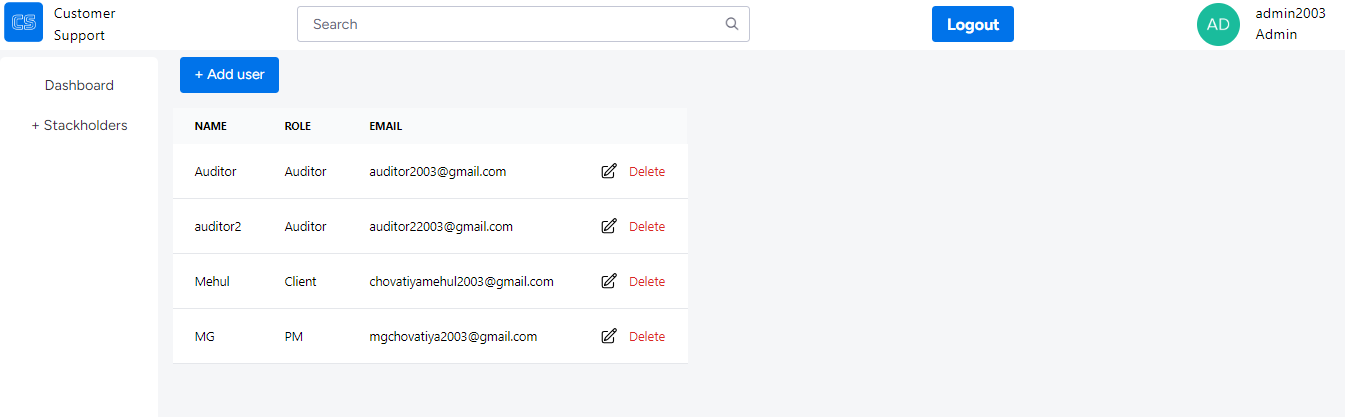 CS
Customer
Support
Search
Logout
AD
admin2003
Admin
Dashboard
+ Stackholders
+ Add user
NAME ROLE EMAIL
Auditor Auditor auditor2003@gmail.com Delete
auditor2 Auditor auditor22003@gmail.com Delete
Mehul Client chovatiyamehul2003@gmail.com Delete
MG PM mgchovatiya2003@gmail.com Delete